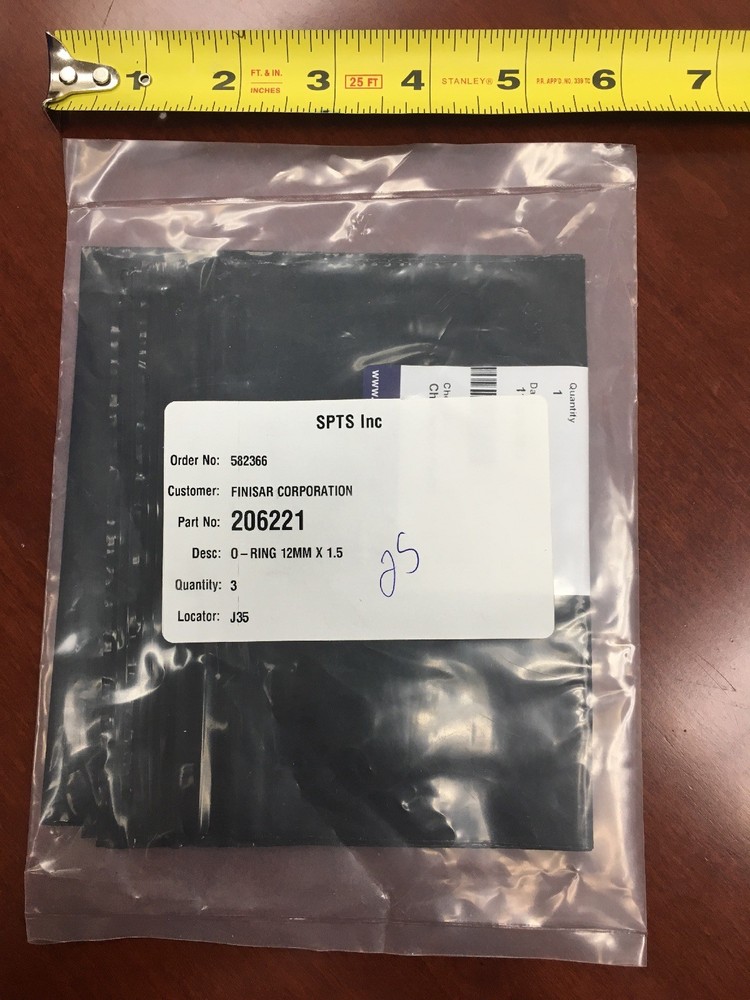 1 2 FT. & IN. INCHES 3 25 FT 4 STANLEY® 5 6 7
www.
Quantity
1
SPTS Inc
Order No: 582366
Customer: FINISAR CORPORATION
Part No: 206221
Desc: O-RING 12MM X 1.5
Quantity: 3
Locator: J35
25